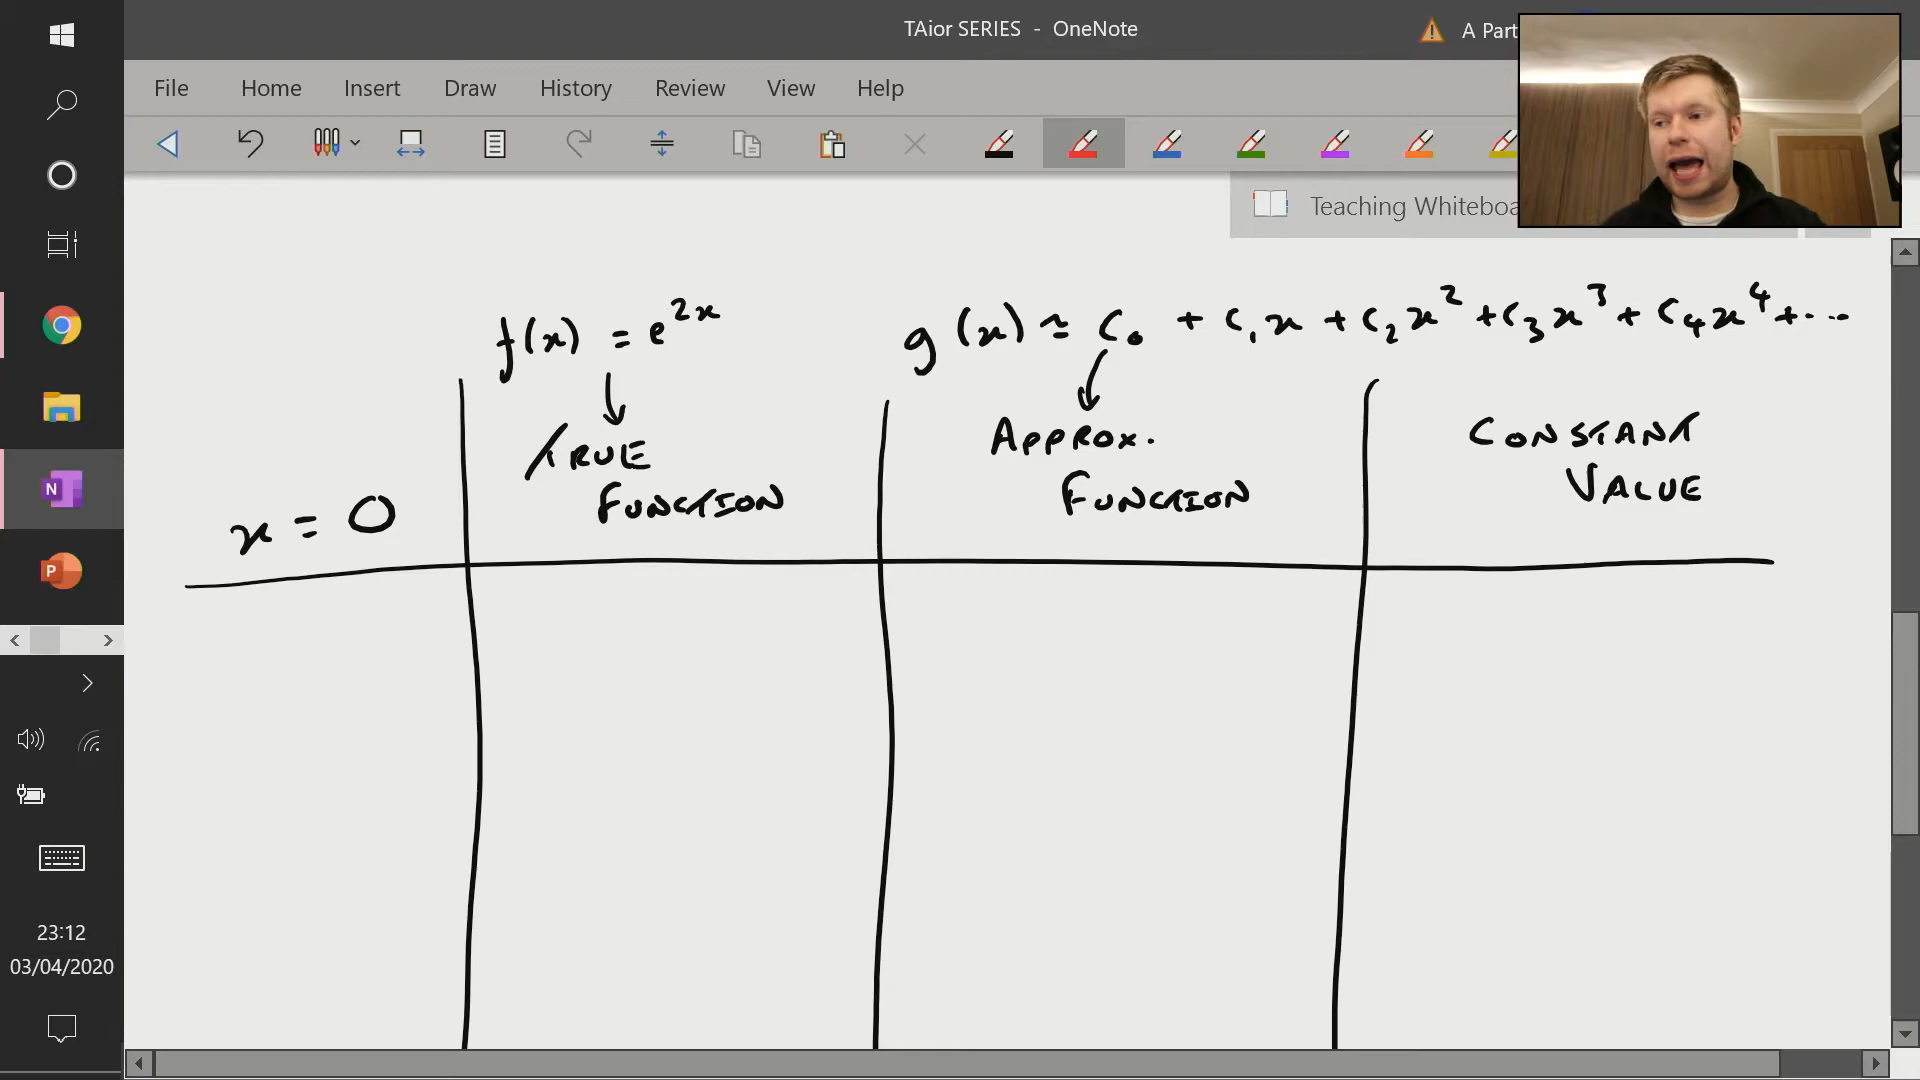 TAior SERIES - OneNote
A Part
File Home Insert Draw History Review View Help
Teaching Whiteboa
f(x) = e^{2x}
g(x) ≈ C₀ + C₁x + C₂x² + C₃x³ + C₄x⁴ + ...
TRUE
FUNCTION
APPROX.
FUNCTION
CONSTANT
VALUE
x = 0
N
P
23:12
03/04/2020